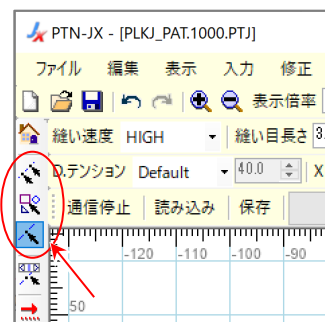 PTN-JX - [PLKJ_PAT.1000.PTJ]
ファイル 編集 表示 入力 修正
表示倍率
縫い速度 HIGH 縫い目長さ 3.
D.テンション Default 40.0 X
通信停止 読み込み 保存
-120 -110 -100 -90
50